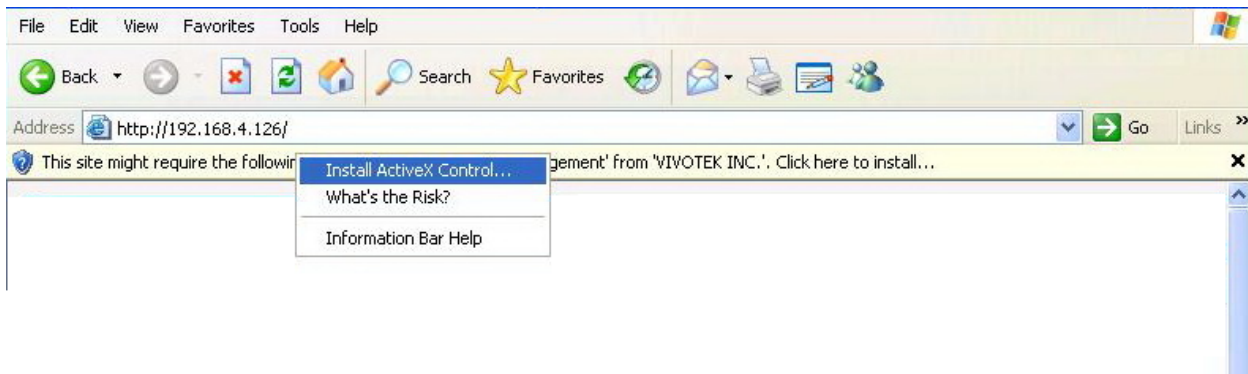 File Edit View Favorites Tools Help
Back Search Favorites
Address http://192.168.4.126/ Go Links »
This site might require the followin gement' from 'VIVOTEK INC.'. Click here to install...
Install ActiveX Control...
What's the Risk?
Information Bar Help